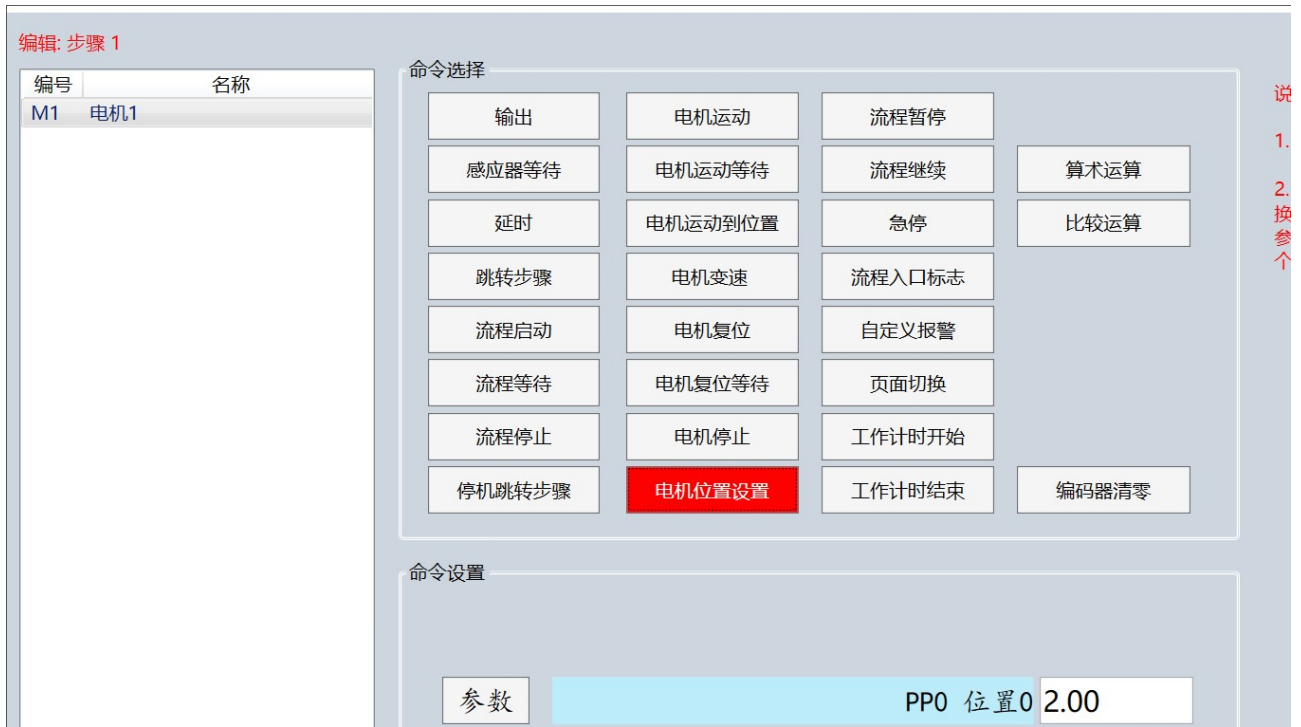 编辑: 步骤 1
编号 名称
M1 电机1
命令选择
输出 电机运动 流程暂停
感应器等待 电机运动等待 流程继续 算术运算
延时 电机运动到位置 急停 比较运算
跳转步骤 电机变速 流程入口标志
流程启动 电机复位 自定义报警
流程等待 电机复位等待 页面切换
流程停止 电机停止 工作计时开始
停机跳转步骤 电机位置设置 工作计时结束 编码器清零
命令设置
参数 PP0 位置0 2.00
说
1.
2.
换
参
个